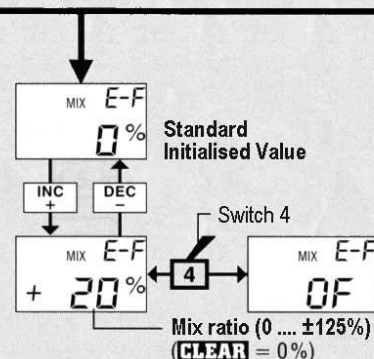 MIX E-F
0%
Standard
Initialised Value
INC
+
DEC
–
Switch 4
MIX E-F
+ 20%
4
MIX E-F
OF
Mix ratio (0 .... ±125%)
(CLEAR = 0%)